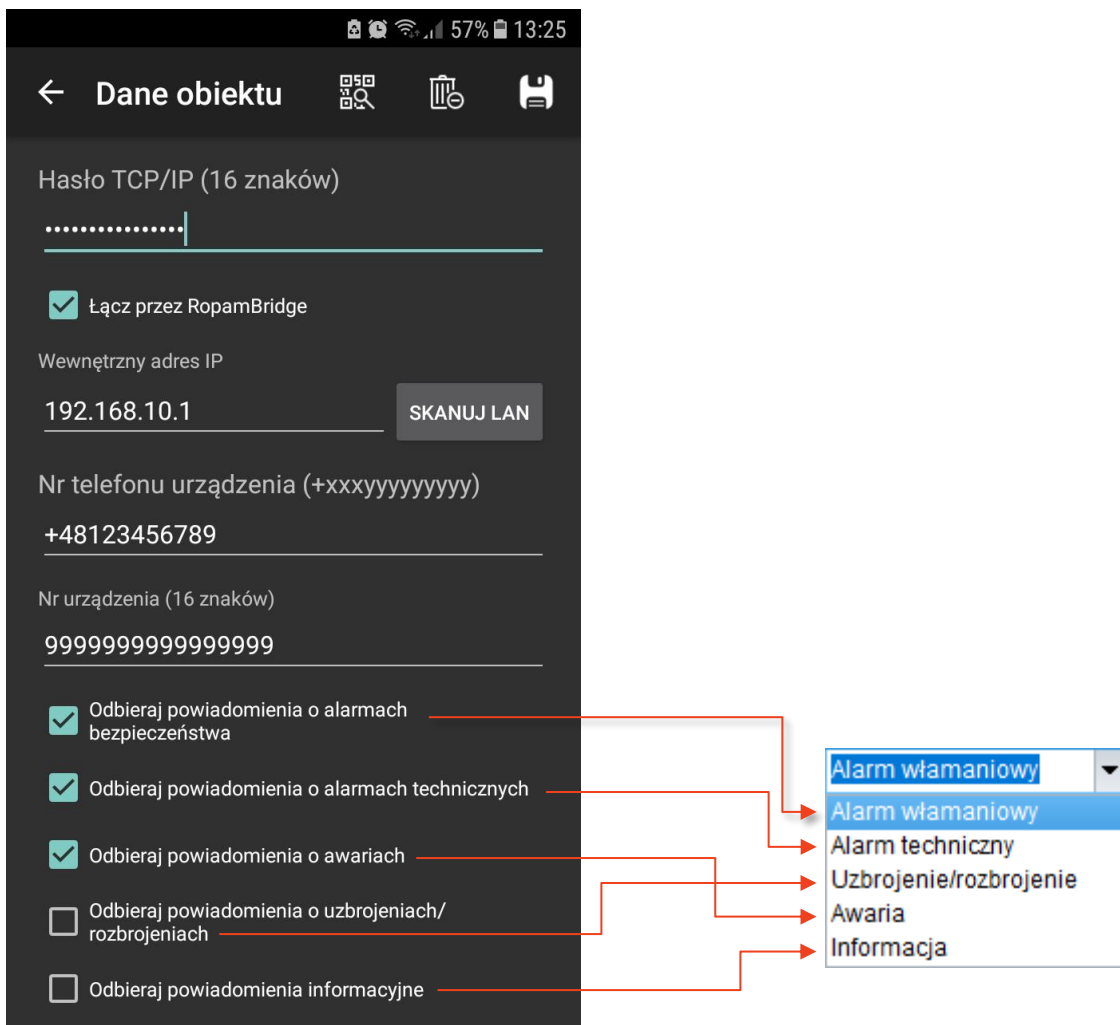 57% 13:25
Dane obiektu
Hasło TCP/IP (16 znaków)
••••••••••••••••
Łącz przez RopamBridge
Wewnętrzny adres IP
192.168.10.1
SKANUJ LAN
Nr telefonu urządzenia (+xxxyyyyyyyyy)
+48123456789
Nr urządzenia (16 znaków)
9999999999999999
Odbieraj powiadomienia o alarmach
bezpieczeństwa
Odbieraj powiadomienia o alarmach technicznych
Odbieraj powiadomienia o awariach
Odbieraj powiadomienia o uzbrojeniach/
rozbrojeniach
Odbieraj powiadomienia informacyjne
Alarm włamaniowy
Alarm włamaniowy
Alarm techniczny
Uzbrojenie/rozbrojenie
Awaria
Informacja